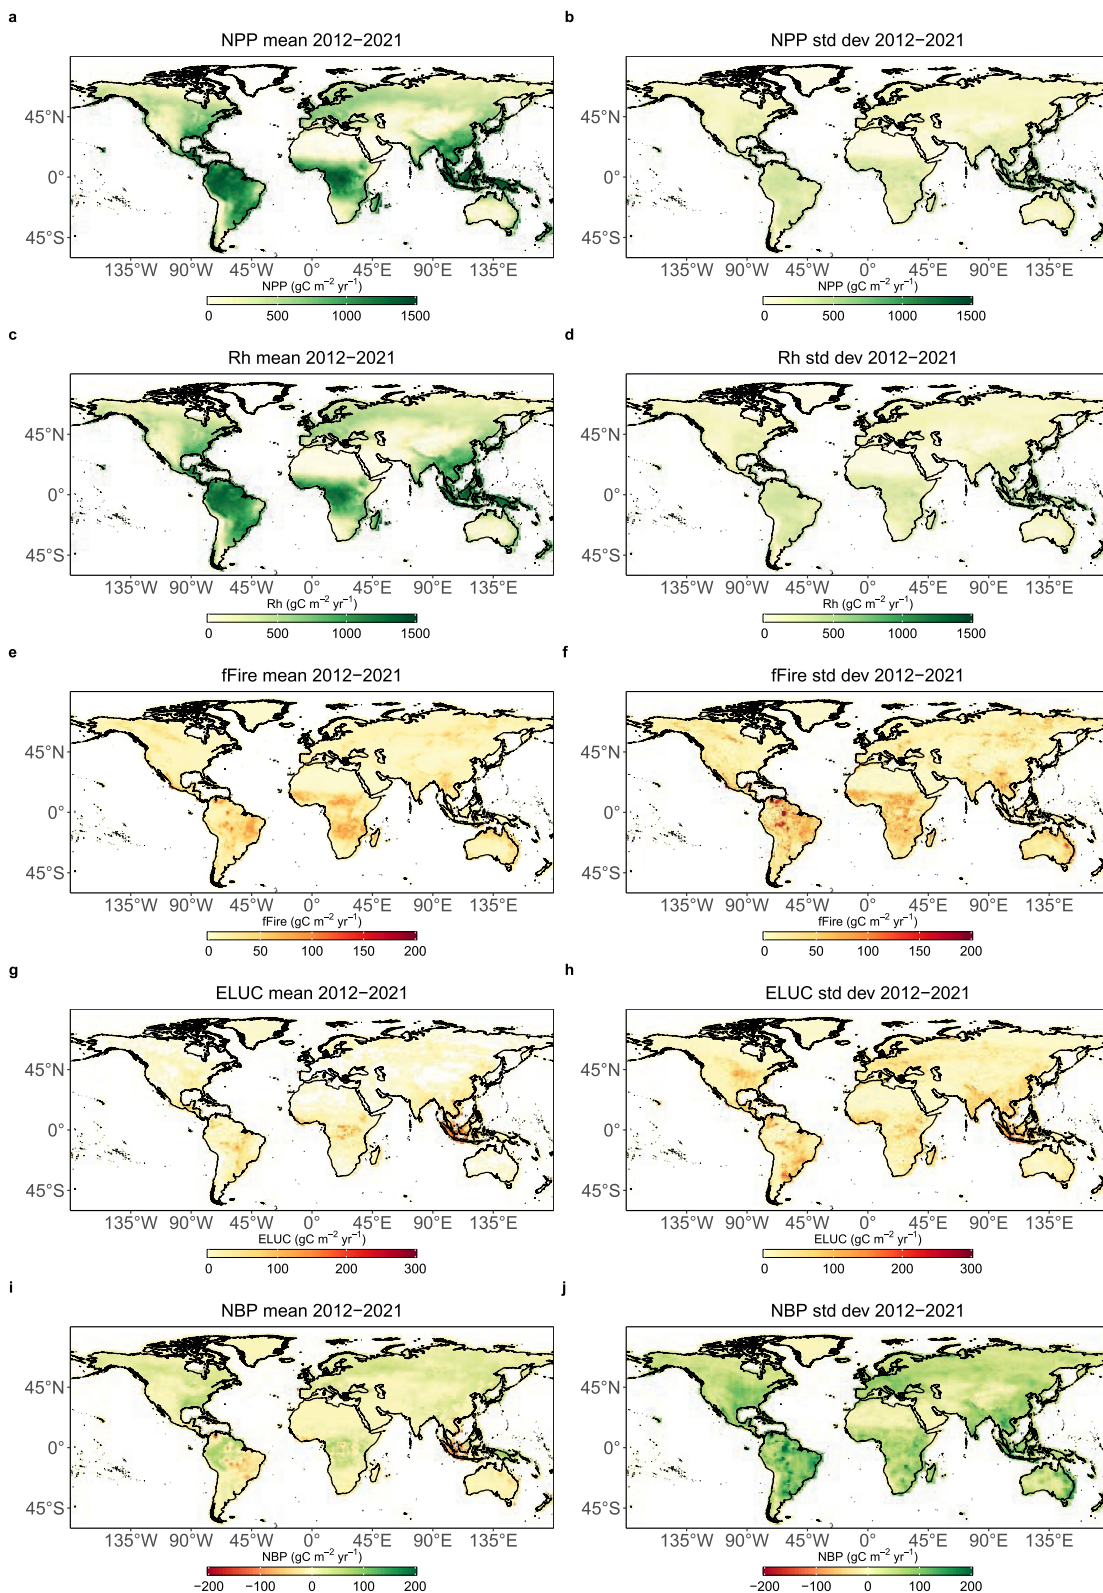 a
b
NPP mean 2012−2021
NPP std dev 2012−2021
45°N
0°
45°S
135°W 90°W 45°W 0° 45°E 90°E 135°E
NPP (gC m⁻² yr⁻¹)
0 500 1000 1500
45°N
0°
45°S
135°W 90°W 45°W 0° 45°E 90°E 135°E
NPP (gC m⁻² yr⁻¹)
0 500 1000 1500
c
d
Rh mean 2012−2021
Rh std dev 2012−2021
45°N
0°
45°S
135°W 90°W 45°W 0° 45°E 90°E 135°E
Rh (gC m⁻² yr⁻¹)
0 500 1000 1500
45°N
0°
45°S
135°W 90°W 45°W 0° 45°E 90°E 135°E
Rh (gC m⁻² yr⁻¹)
0 500 1000 1500
e
f
fFire mean 2012−2021
fFire std dev 2012−2021
45°N
0°
45°S
135°W 90°W 45°W 0° 45°E 90°E 135°E
fFire (gC m⁻² yr⁻¹)
0 50 100 150 200
45°N
0°
45°S
135°W 90°W 45°W 0° 45°E 90°E 135°E
fFire (gC m⁻² yr⁻¹)
0 50 100 150 200
g
h
ELUC mean 2012−2021
ELUC std dev 2012−2021
45°N
0°
45°S
135°W 90°W 45°W 0° 45°E 90°E 135°E
ELUC (gC m⁻² yr⁻¹)
0 100 200 300
45°N
0°
45°S
135°W 90°W 45°W 0° 45°E 90°E 135°E
ELUC (gC m⁻² yr⁻¹)
0 100 200 300
i
j
NBP mean 2012−2021
NBP std dev 2012−2021
45°N
0°
45°S
135°W 90°W 45°W 0° 45°E 90°E 135°E
NBP (gC m⁻² yr⁻¹)
−200 −100 0 100 200
45°N
0°
45°S
135°W 90°W 45°W 0° 45°E 90°E 135°E
NBP (gC m⁻² yr⁻¹)
−200 −100 0 100 200